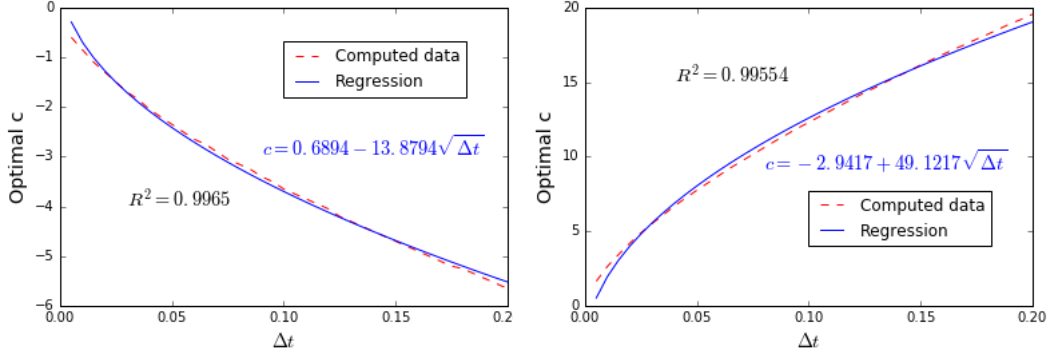 0
−1
−2
−3
−4
−5
−6
Optimal c
Computed data
Regression
c = 0.6894 − 13.8794√Δt
R² = 0.9965
0.00
0.05
0.10
0.15
0.2
Δt
20
15
10
5
0
Optimal c
R² = 0.99554
c = − 2.9417 + 49.1217√Δt
Computed data
Regression
0.00
0.05
0.10
0.15
0.20
Δt